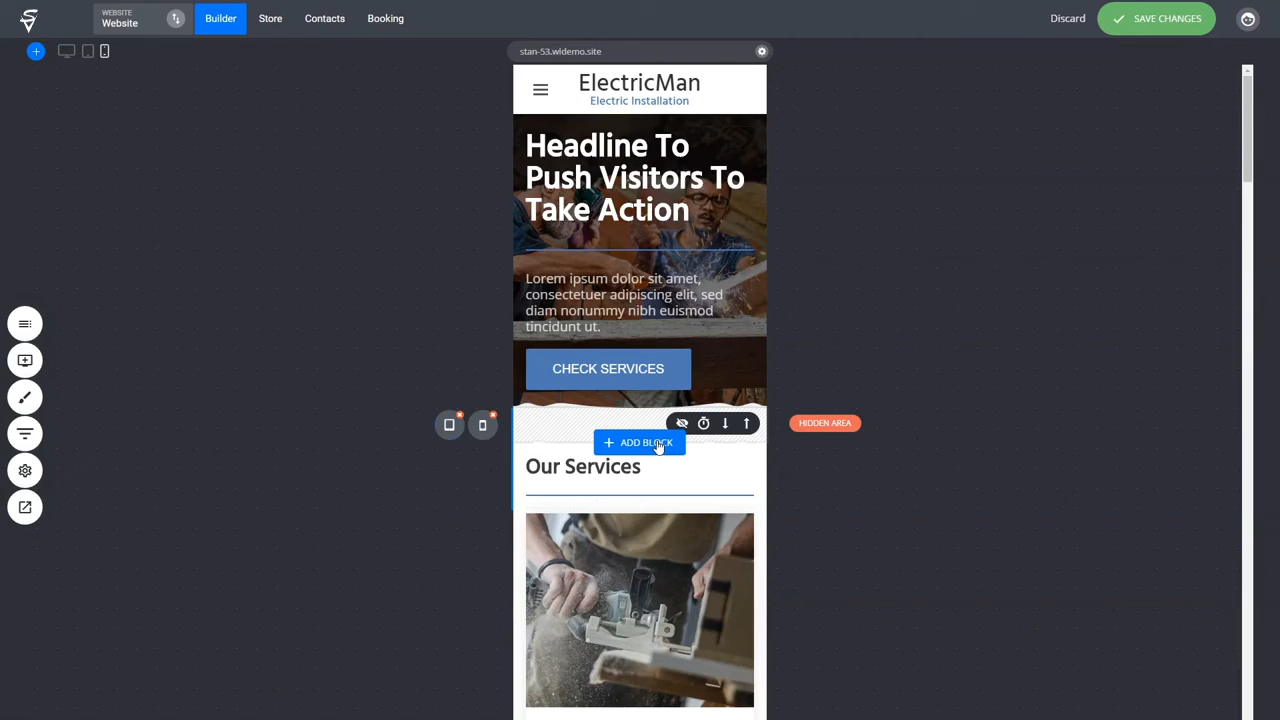 WEBSITE
Website
Builder
Store
Contacts
Booking
Discard
SAVE CHANGES
stan-53.wldemo.site
ElectricMan
Electric Installation
Headline To
Push Visitors To
Take Action
Lorem ipsum dolor sit amet,
consectetuer adipiscing elit, sed
diam nonummy nibh euismod
tincidunt ut.
CHECK SERVICES
HIDDEN AREA
+ ADD BLOCK
Our Services